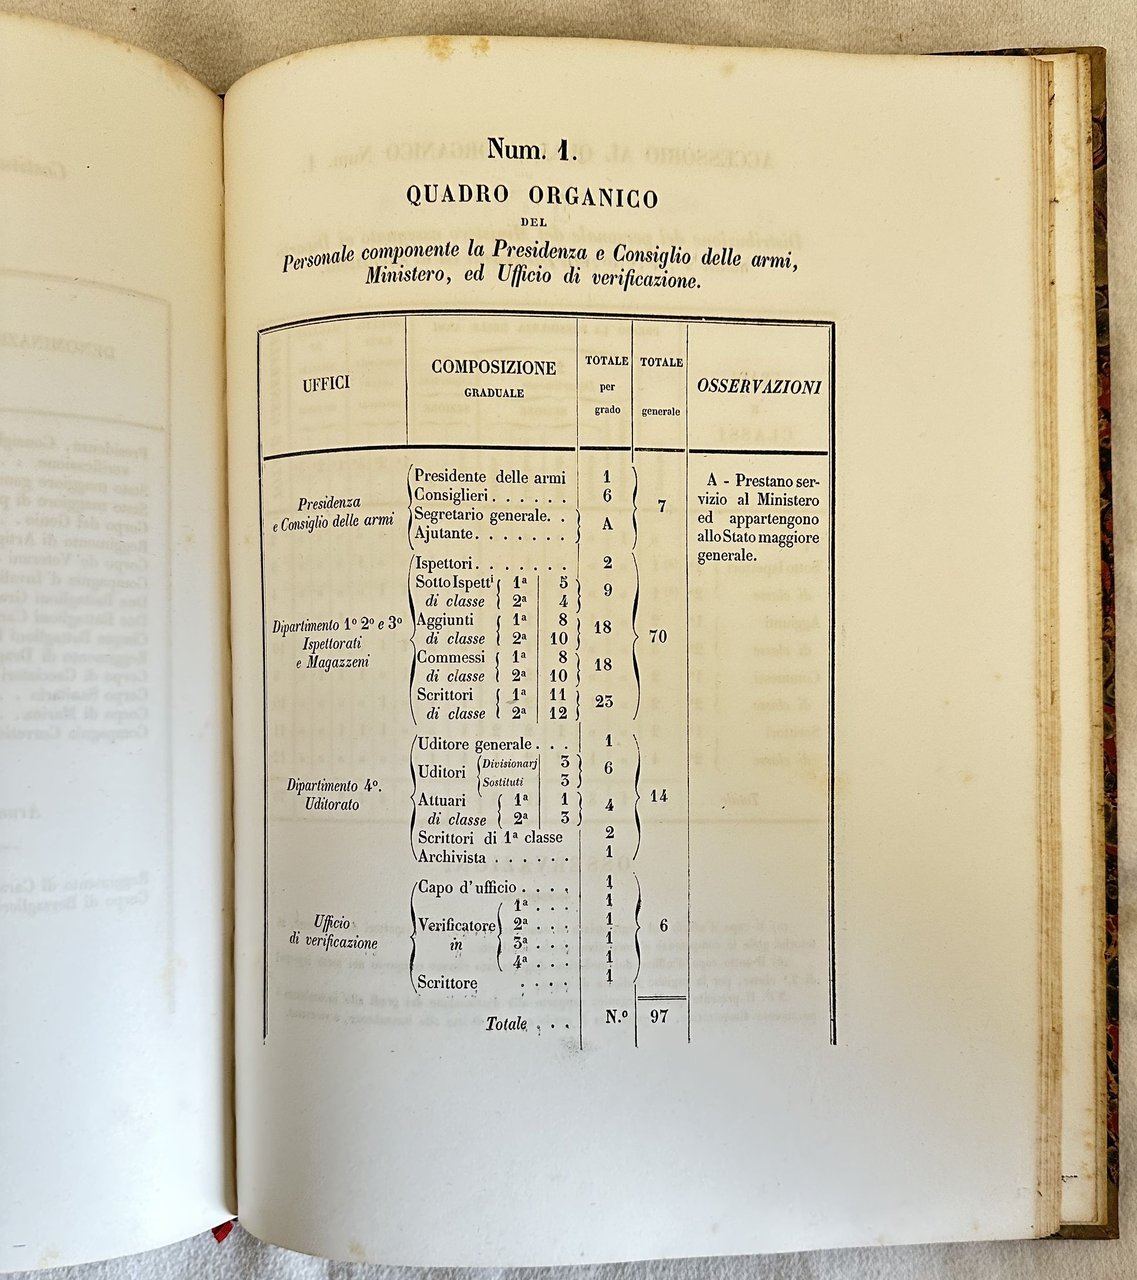 Num. 1.
QUADRO ORGANICO
DEL
Personale componente la Presidenza e Consiglio delle armi,
Ministero, ed Ufficio di verificazione.
UFFICI
COMPOSIZIONE
GRADUALE
TOTALE
per
grado
TOTALE
generale
OSSERVAZIONI
Presidenza
e Consiglio delle armi
Presidente delle armi 1
Consiglieri . . . . . . 6
Segretario generale. .
Ajutante. . . . . . . .
A
7
A - Prestano ser-
vizio al Ministero
ed appartengono
allo Stato maggiore
generale.
Dipartimento 1º 2º e 3º
Ispettorati
e Magazzeni
Ispettori. . . . . . . 2
Sotto Ispettⁱ 1ª 5
di classe 2ª 4
9
Aggiunti 1ª 8
di classe 2ª 10
18
Commessi 1ª 8
di classe 2ª 10
18
Scrittori 1ª 11
di classe 2ª 12
23
70
Dipartimento 4º.
Uditorato
Uditore generale . . . 1
Uditori
Divisionarj 3
Sostituti 3
6
Attuari 1ª 1
di classe 2ª 3
4
Scrittori di 1ª classe 2
Archivista . . . . . . 1
14
Ufficio
di verificazione
Capo d'ufficio . . . . 1
Verificatore
in
1ª . . . 1
2ª . . . 1
3ª . . . 1
4ª . . . 1
Scrittore . . . . 1
6
Totale . . . N.º 97